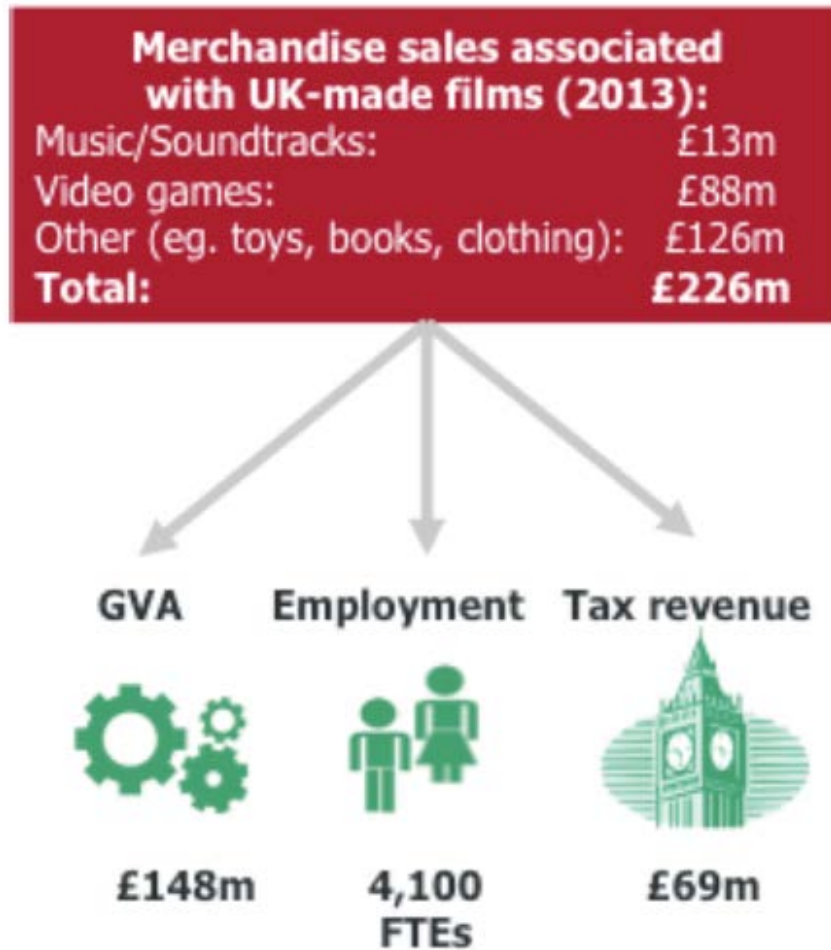 Merchandise sales associated
with UK-made films (2013):
Music/Soundtracks: £13m
Video games: £88m
Other (eg. toys, books, clothing): £126m
Total: £226m
GVA Employment Tax revenue
£148m 4,100 £69m
FTEs